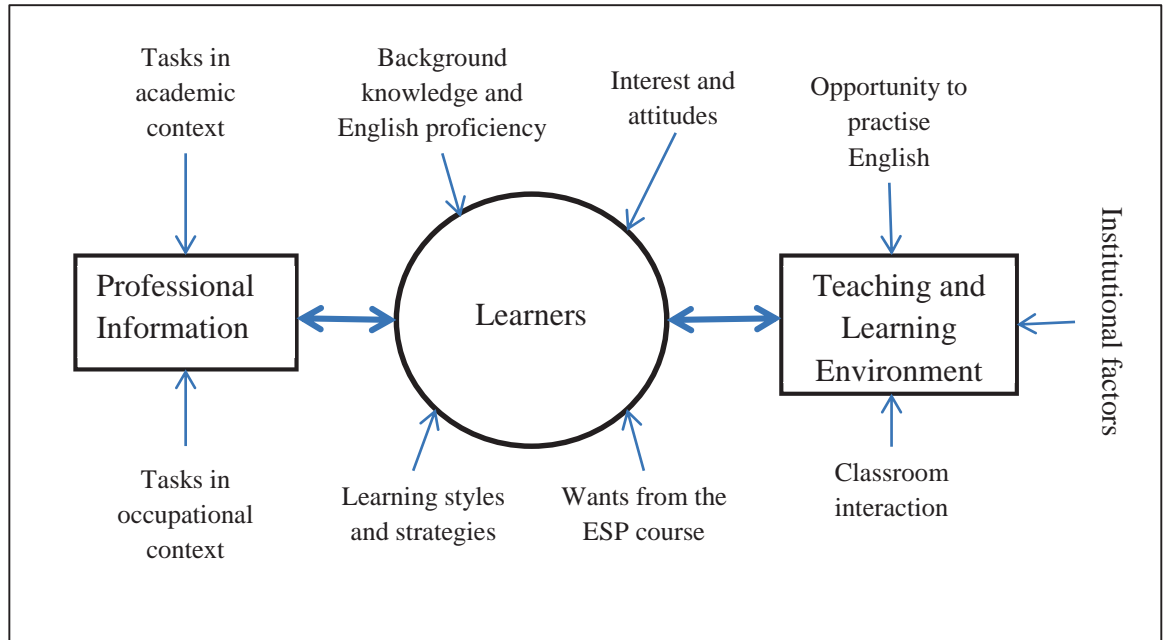 Tasks in
academic
context
Background
knowledge and
English proficiency
Interest and
attitudes
Opportunity to
practise
English
Institutional factors
Professional
Information
Learners
Teaching and
Learning
Environment
Tasks in
occupational
context
Learning styles
and strategies
Wants from the
ESP course
Classroom
interaction